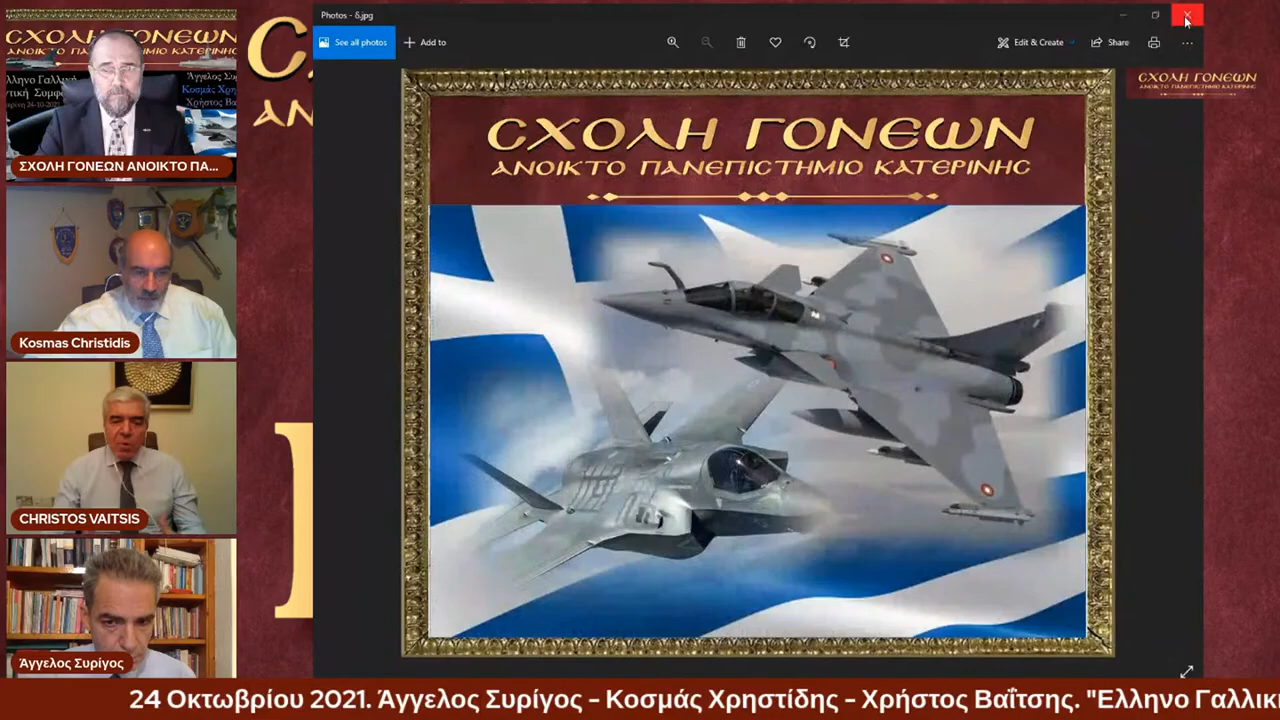 Photos - δ.jpg
See all photos
Add to
Edit & Create
Share
ΣΧΟΛΗ ΓΟΝΕΩΝ
ΑΝΟΙΚΤΟ ΠΑΝΕΠΙΣΤΗΜΙΟ ΚΑΤΕΡΙΝΗΣ
ΣΧΟΛΗ ΓΟΝΕΩΝ
ΑΝΟΙΚΤΟ ΠΑΝΕΠΙΣΤΗΜΙΟ ΚΑΤΕΡΙΝΗΣ
ΣΧΟΛΗ ΓΟΝΕΩΝ ΑΝΟΙΚΤΟ ΠΑ...
Kosmas Christidis
CHRISTOS VAITSIS
Άγγελος Συρίγος
24 Οκτωβρίου 2021. Άγγελος Συρίγος - Κοσμάς Χρηστίδης - Χρήστος Βαΐτσης. "Ελληνο Γαλλικ